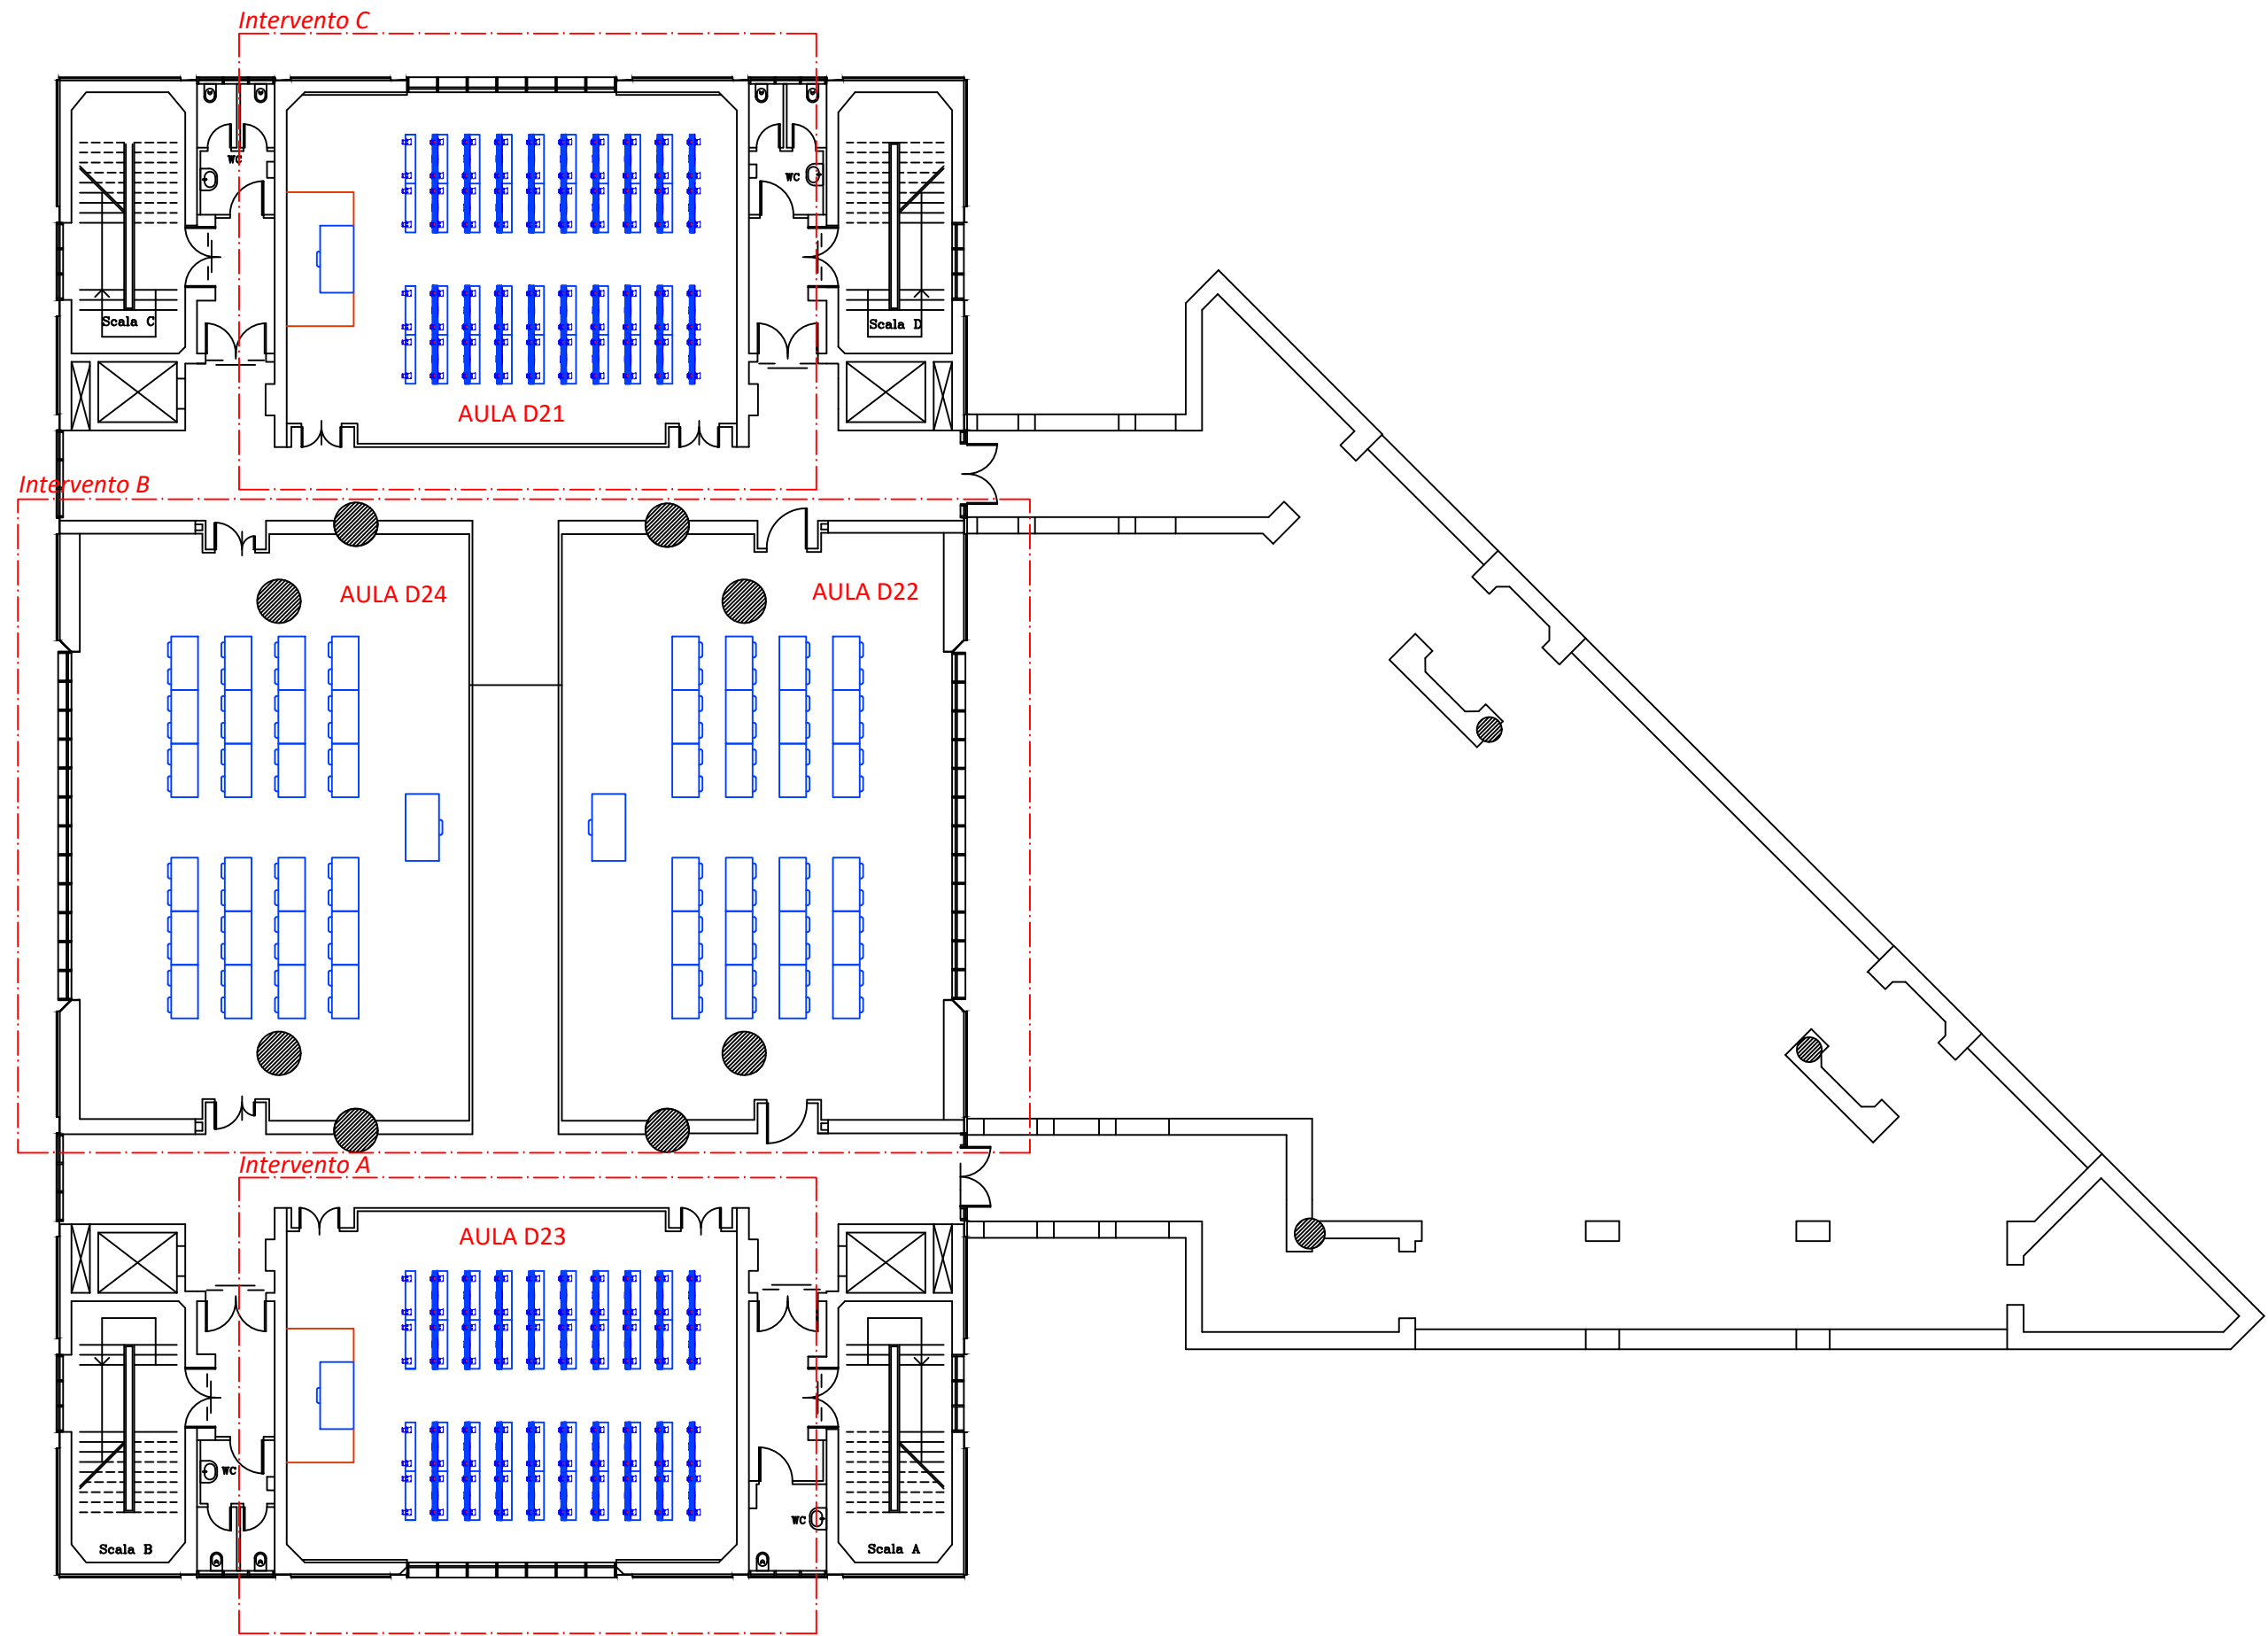 Intervento C
WC
WC
Scala C
Scala D
AULA D21
Intervento B
AULA D24
AULA D22
Intervento A
AULA D23
WC
WC
Scala B
Scala A